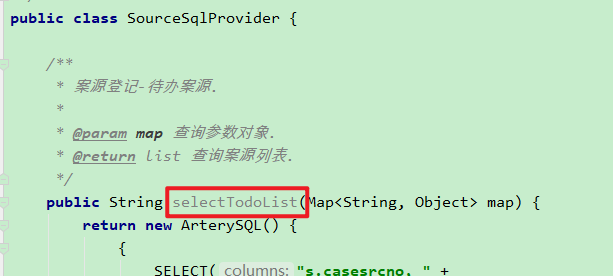 public class SourceSqlProvider {
/**
* 案源登记-待办案源.
*
* @param map 查询参数对象.
* @return list 查询案源列表.
*/
public String selectTodoList(Map<String, Object> map) {
return new ArterySQL() {
{
SELECT( columns: "s.casesrcno, " +